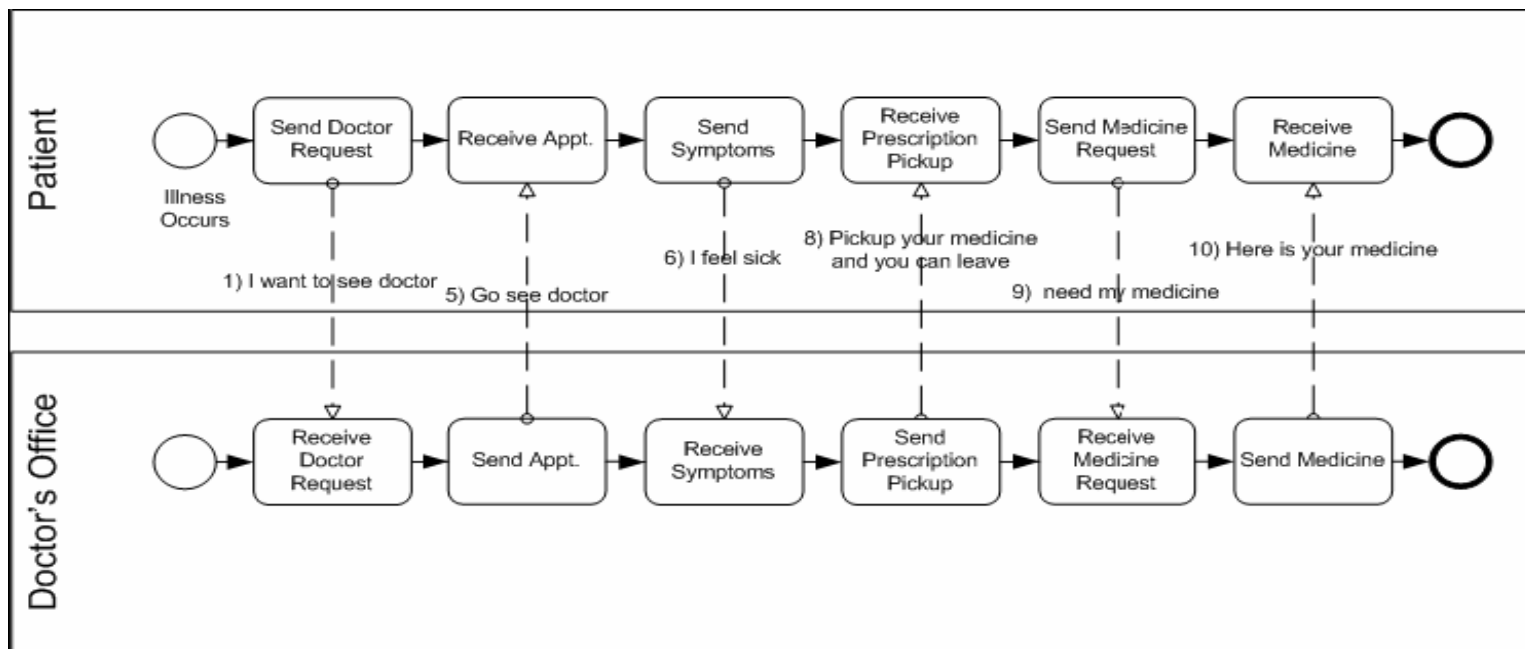 Patient
Send Doctor
Request
Receive Appt.
Send
Symptoms
Receive
Prescription
Pickup
Send Medicine
Request
Receive
Medicine
Illness
Occurs
1) I want to see doctor
5) Go see doctor
6) I feel sick
8) Pickup your medicine
and you can leave
9) need my medicine
10) Here is your medicine
Doctor's Office
Receive
Doctor
Request
Send Appt.
Receive
Symptoms
Send
Prescription
Pickup
Receive
Medicine
Request
Send Medicine